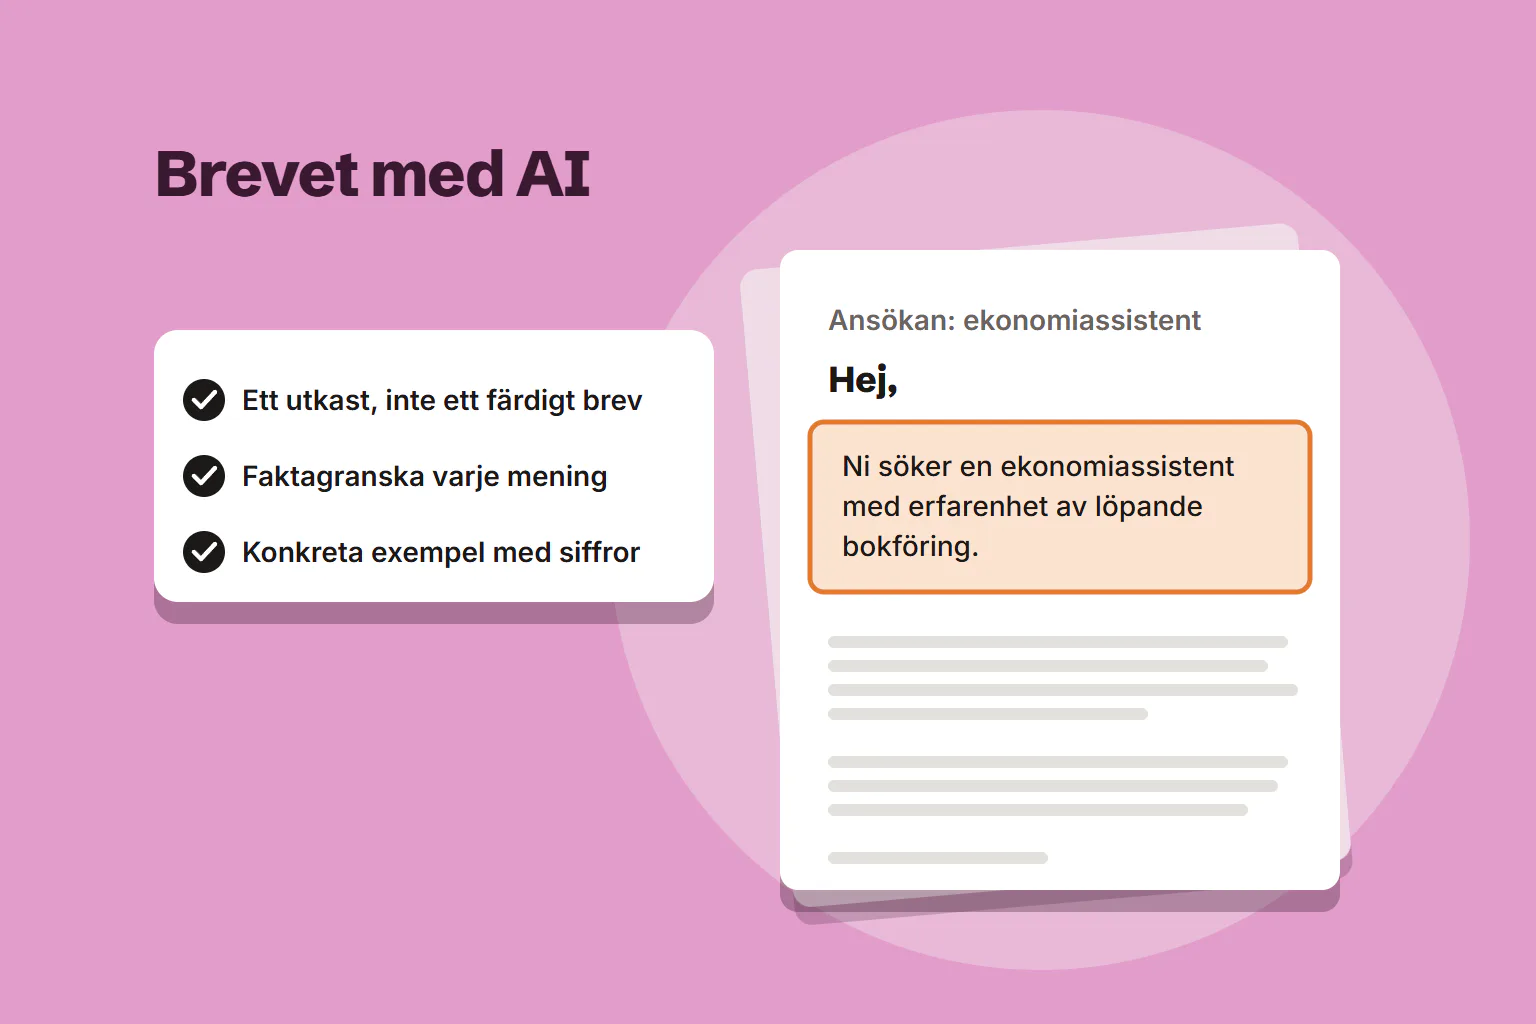 Brevet med AI
Ett utkast, inte ett färdigt brev
Faktagranska varje mening
Konkreta exempel med siffror
Ansökan: ekonomiassistent
Hej,
Ni söker en ekonomiassistent
med erfarenhet av löpande
bokföring.